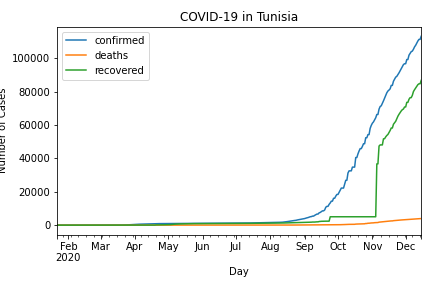 COVID-19 in Tunisia
confirmed
deaths
recovered
Number of Cases
100000
80000
60000
40000
20000
0
Feb Mar Apr May Jun Jul Aug Sep Oct Nov Dec
2020
Day